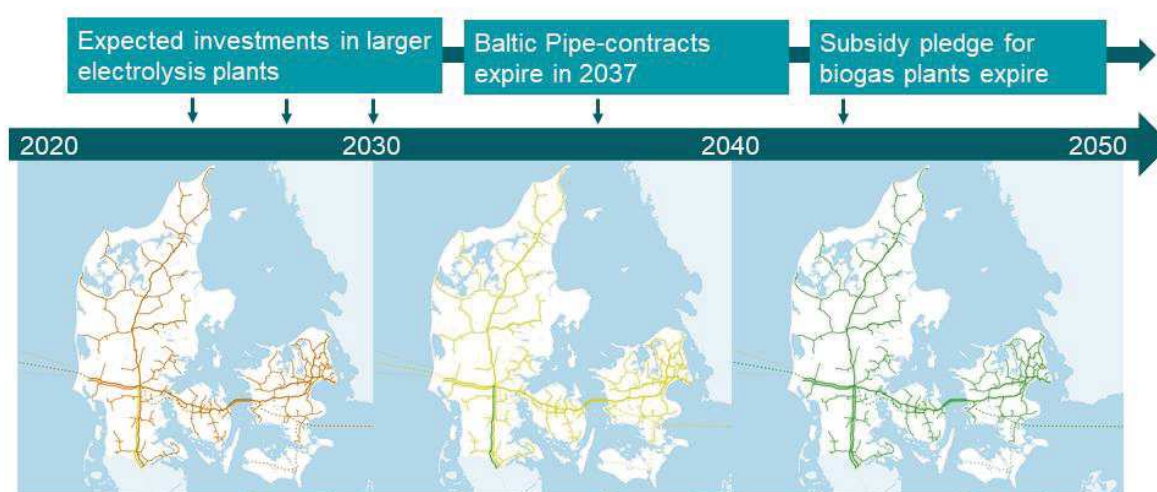 Expected investments in larger
electrolysis plants
Baltic Pipe-contracts
expire in 2037
Subsidy pledge for
biogas plants expire
2020
2030
2040
2050